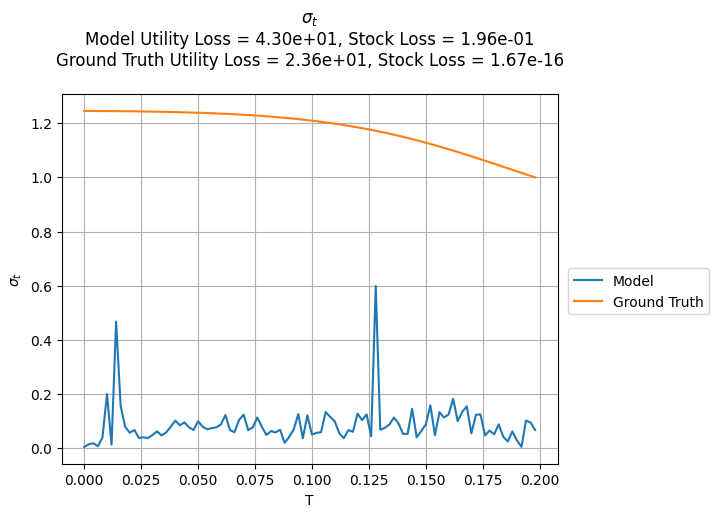 σₜ
Model Utility Loss = 4.30e+01, Stock Loss = 1.96e-01
Ground Truth Utility Loss = 2.36e+01, Stock Loss = 1.67e-16
1.2
1.0
0.8
0.6
0.4
0.2
0.0
σₜ
0.000 0.025 0.050 0.075 0.100 0.125 0.150 0.175 0.200
T
Model
Ground Truth